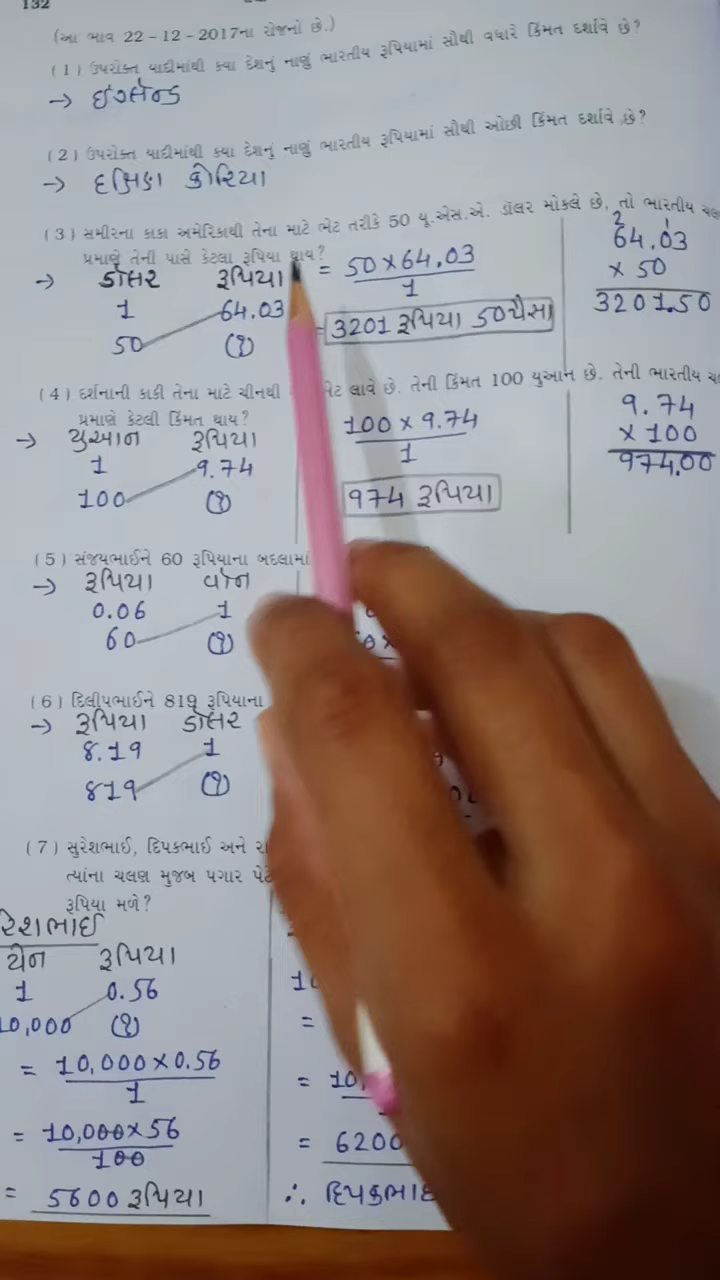 132
(આ ભાવ 22-12-2017ના રોજનો છે.)
(1) ઉપરોક્ત યાદીમાંથી ક્યા દેશનું નાણું ભારતીય રૂપિયામાં સૌથી વધારે કિંમત દર્શાવે છે?
→ ઇંગ્લેન્ડ
(2) ઉપરોક્ત યાદીમાંથી ક્યા દેશનું નાણું ભારતીય રૂપિયામાં સૌથી ઓછી કિંમત દર્શાવે છે?
→ દક્ષિણ કોરિયા
(3) સમીરના કાકા અમેરિકાથી તેના માટે ભેટ તરીકે 50 યૂ.એસ.એ. ડૉલર મોકલે છે, તો ભારતીય
પ્રમાણે તેની પાસે કેટલા રૂપિયા થાય?
→ ડોલર રૂપિયા
1 64.03
50 (?)
= 50 × 64.03
1
3201 રૂપિયા 50 પૈસા
2 1
64.03
× 50
3201.50
(4) દર્શનાની કાકી તેના માટે ચીનથી લાવે છે. તેની કિંમત 100 યુઆન છે. તેની ભારતીય
પ્રમાણે કેટલી કિંમત થાય?
→ યુઆન રૂપિયા
1 9.74
100 (?)
100 × 9.74
1
974 રૂપિયા
9.74
× 100
974.00
(5) સંજયભાઈને 60 રૂપિયાના બદલામાં
→ રૂપિયા વોન
0.06 1
60 (?)
(6) દિલીપભાઈને 819 રૂપિયાના
→ રૂપિયા ડોલર
8.19 1
819 (?)
(7) સુરેશભાઈ, દિપકભાઈ અને
ત્યાંના ચલણ મુજબ પગાર પેટે
રૂપિયા મળે?
રેશભાઈ
યેન રૂપિયા
1 0.56
10,000 (?)
= 10,000 × 0.56
1
= 10,000 × 56
100
= 5600 રૂપિયા
=
= 10,
= 6200
∴ દિપકભાઈ